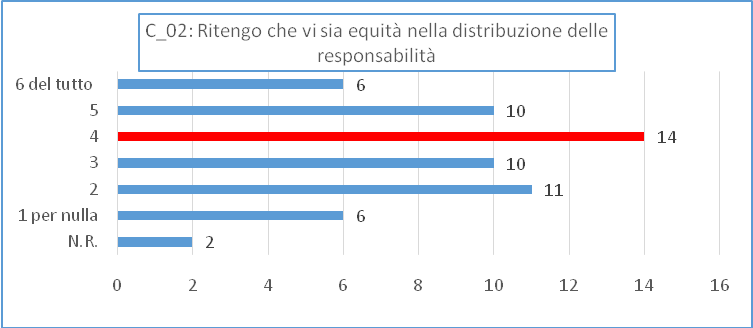 C_02: Ritengo che vi sia equità nella distribuzione delle
responsabilità
6 del tutto 6
5 10
4 14
3 10
2 11
1 per nulla 6
N.R. 2
0 2 4 6 8 10 12 14 16